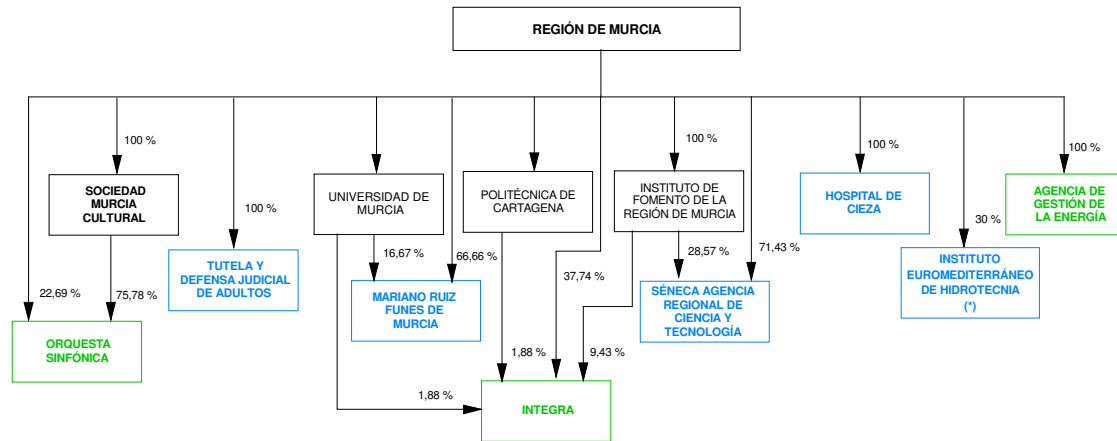 REGIÓN DE MURCIA
100 %
100 %
100 %
100 %
SOCIEDAD
MURCIA
CULTURAL
UNIVERSIDAD DE
MURCIA
POLITÉCNICA DE
CARTAGENA
INSTITUTO DE
FOMENTO DE LA
REGIÓN DE MURCIA
HOSPITAL DE
CIEZA
AGENCIA DE
GESTIÓN DE
LA ENERGÍA
100 %
30 %
16,67 %
66,66 %
28,57 %
71,43 %
TUTELA Y
DEFENSA JUDICIAL
DE ADULTOS
INSTITUTO
EUROMEDITERRÁNEO
DE HIDROTECNIA
(*)
37,74 %
22,69 %
75,78 %
MARIANO RUIZ
FUNES DE
MURCIA
SÉNECA AGENCIA
REGIONAL DE
CIENCIA Y
TECNOLOGÍA
ORQUESTA
SINFÓNICA
1,88 %
9,43 %
1,88 %
INTEGRA